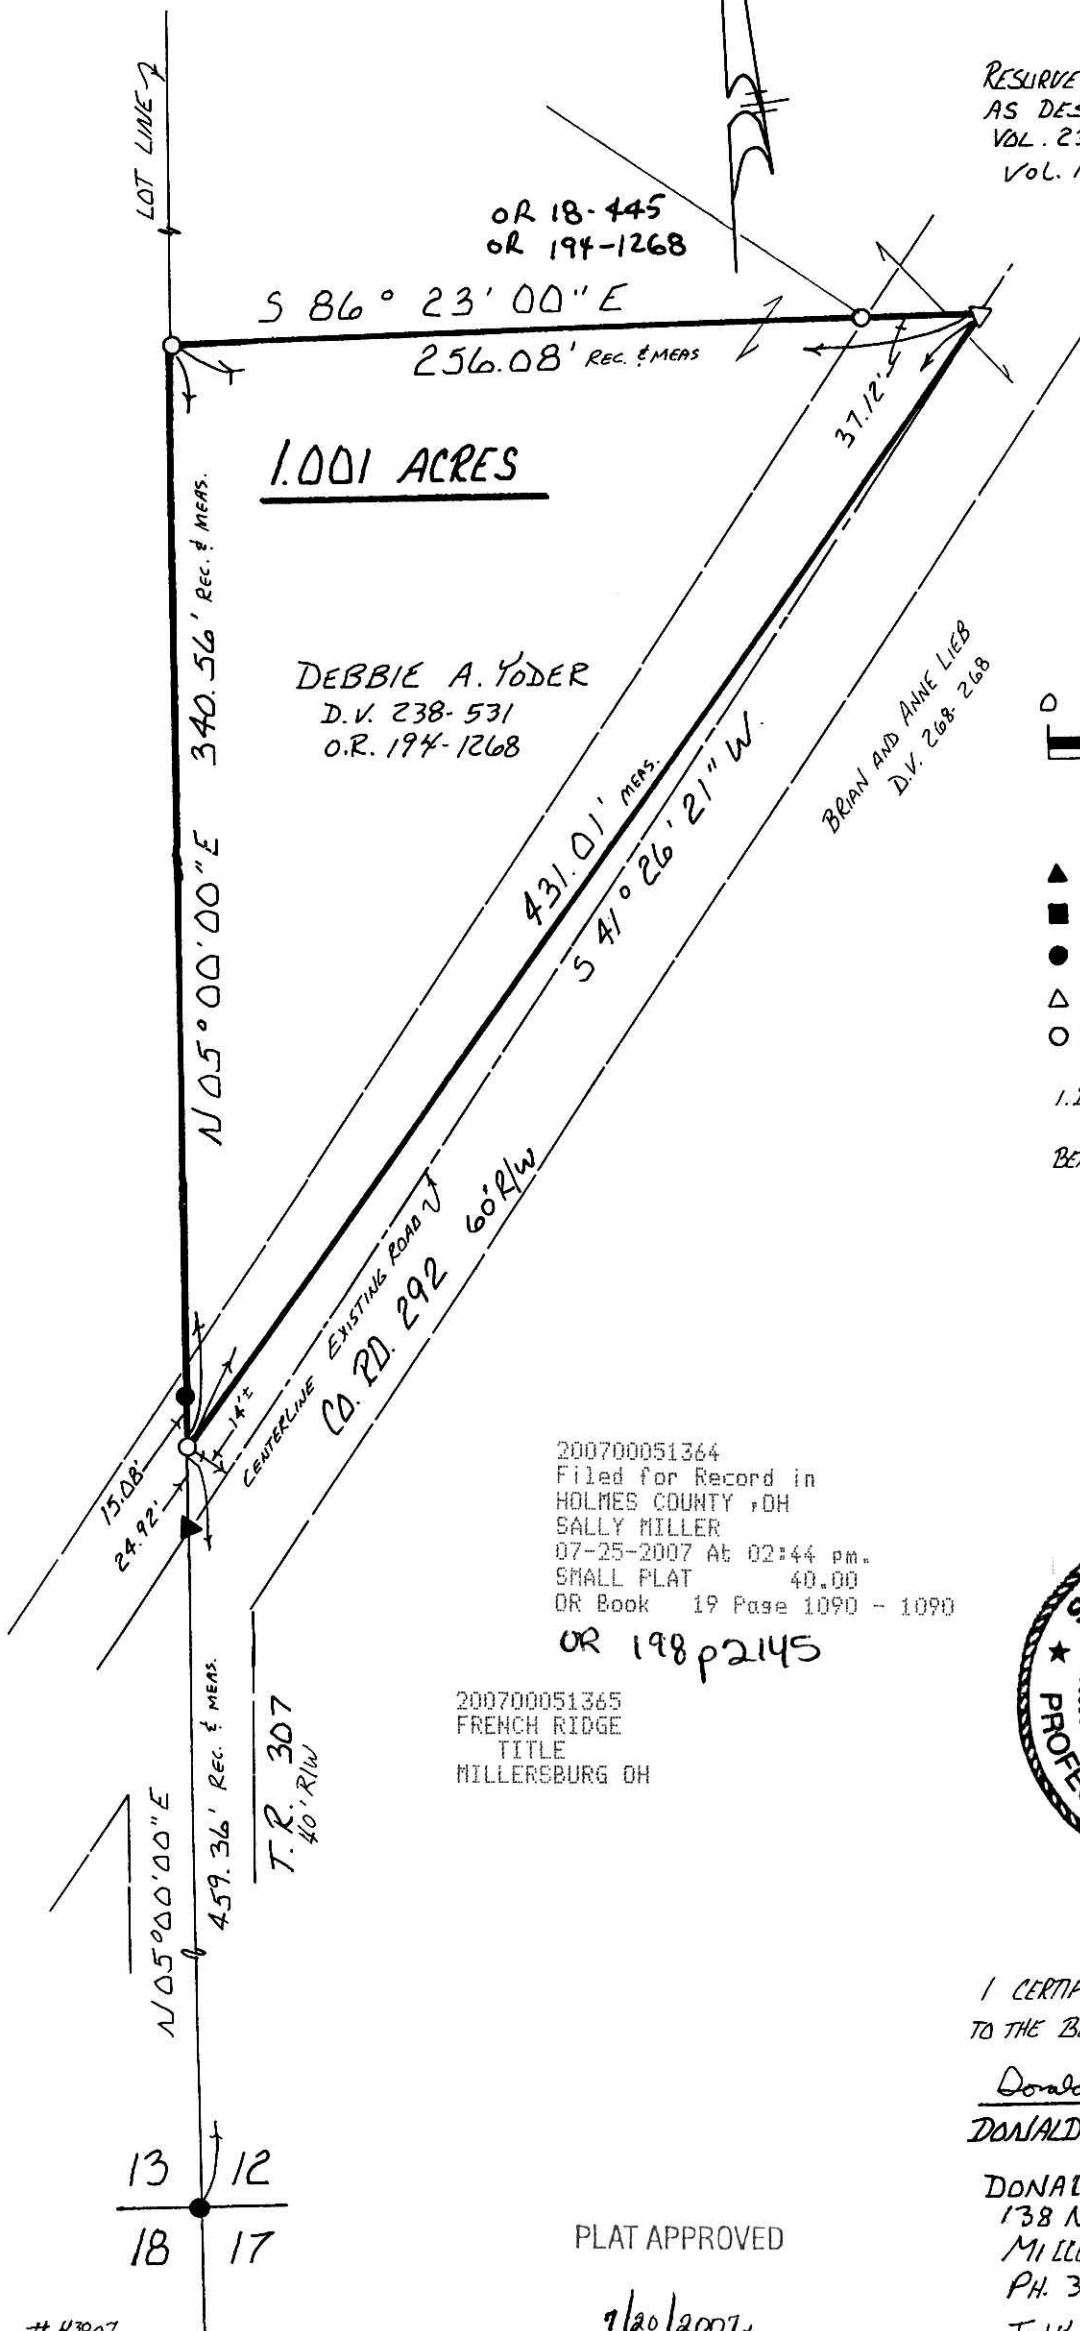 LOT LINE
RESURVE
AS DES
VOL. 23
VOL. 1
OR 18-445
OR 194-1268
S 86° 23' 00" E
256.08' REC. & MEAS
37.12'
1.001 ACRES
N 05° 00' 00" E 340.56' REC. & MEAS.
DEBBIE A. YODER
D.V. 238-531
O.R. 194-1268
431.01' MEAS.
S 41° 26' 21" W.
BRIAN AND ANNE LIEB
D.V. 268-268
BE
CENTERLINE EXISTING ROAD
CO. RD. 292 60' R/W
14'±
15.08'
24.92'
200700051364
Filed for Record in
HOLMES COUNTY ,OH
SALLY MILLER
07-25-2007 At 02:44 pm.
SMALL PLAT 40.00
OR Book 19 Page 1090 - 1090
OR 198 p2145
200700051365
FRENCH RIDGE
TITLE
MILLERSBURG OH
PROFE
T.R. 307
40' R/W
N 05°00'00" E
459.36' REC. & MEAS.
I CERTIF
TO THE B
Donald
DONALD
DONAL
138 N
MILL
PH. 3
13 12
18 17
PLAT APPROVED
7/20/2007